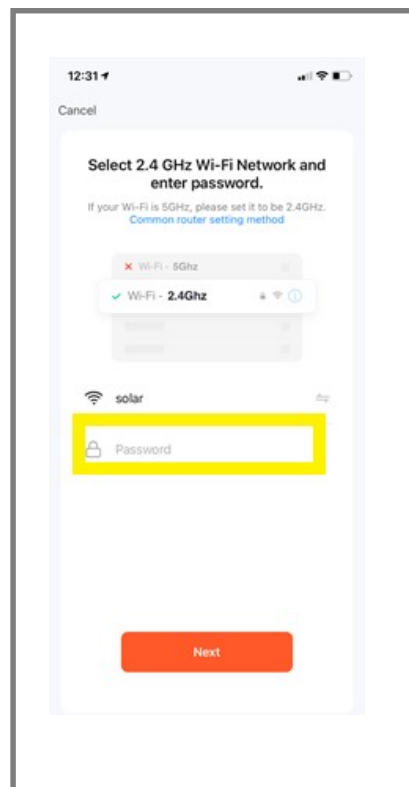 12:31
Cancel
Select 2.4 GHz Wi-Fi Network and
enter password.
If your Wi-Fi is 5GHz, please set it to be 2.4GHz.
Common router setting method
Wi-Fi - 5Ghz
Wi-Fi - 2.4Ghz
solar
Password
Next